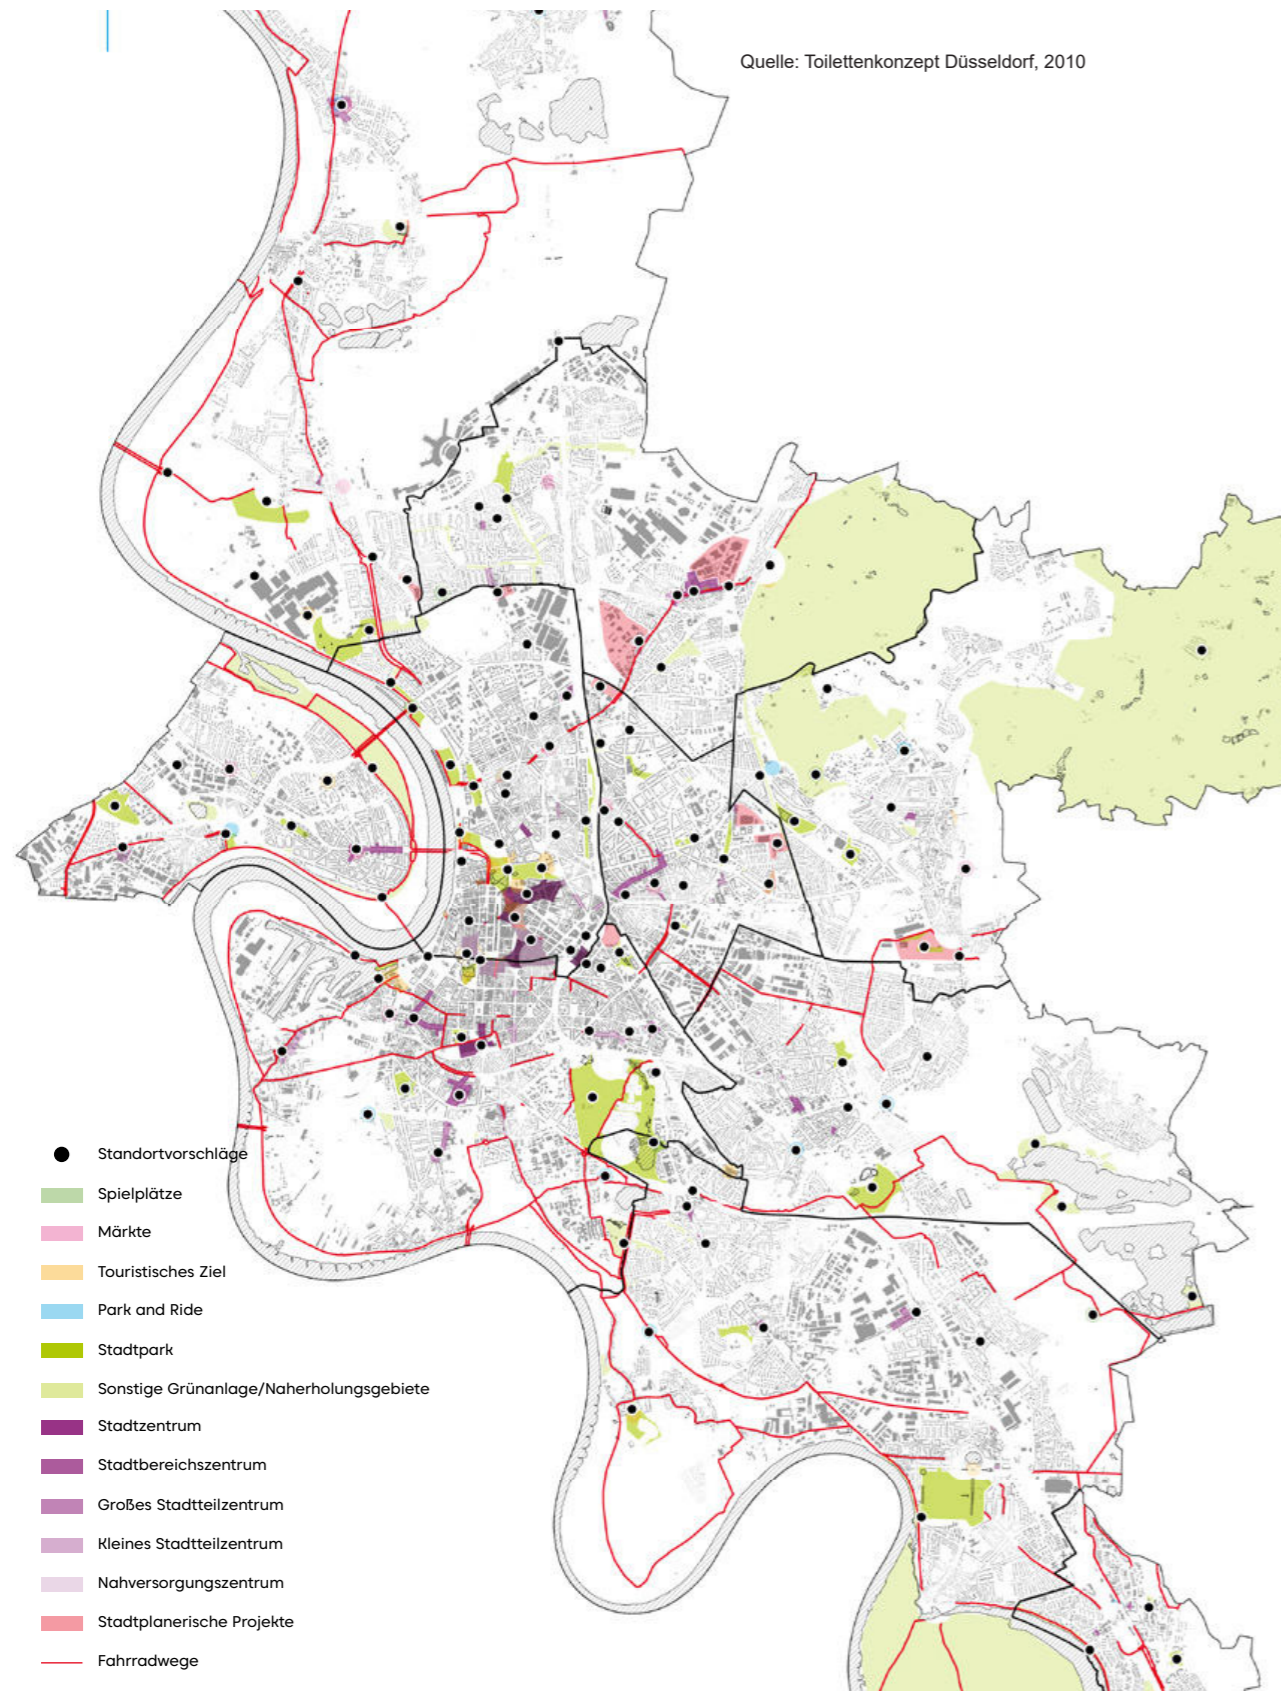 Quelle: Toilettenkonzept Düsseldorf, 2010
Standortvorschläge
Spielplätze
Märkte
Touristisches Ziel
Park and Ride
Stadtpark
Sonstige Grünanlage/Naherholungsgebiete
Stadtzentrum
Stadtbereichszentrum
Großes Stadtteilzentrum
Kleines Stadtteilzentrum
Nahversorgungszentrum
Stadtplanerische Projekte
Fahrradwege